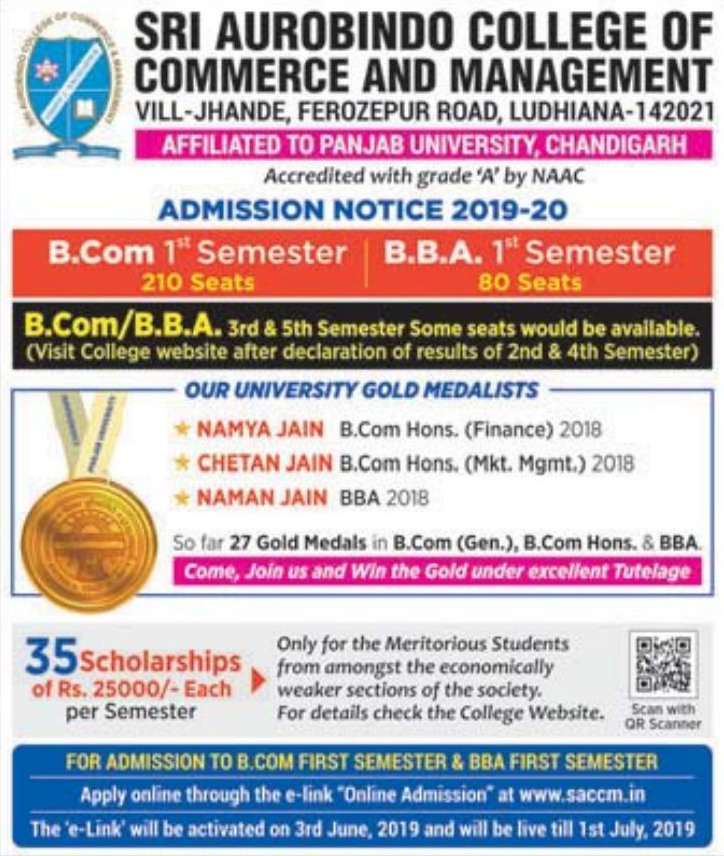 SRI AUROBINDO COLLEGE OF COMMERCE & MANAGEMENT
SRI AUROBINDO COLLEGE OF
COMMERCE AND MANAGEMENT
VILL-JHANDE, FEROZEPUR ROAD, LUDHIANA-142021
AFFILIATED TO PANJAB UNIVERSITY, CHANDIGARH
Accredited with grade ‘A’ by NAAC
ADMISSION NOTICE 2019-20
B.Com 1st Semester
210 Seats
B.B.A. 1st Semester
80 Seats
B.Com/B.B.A. 3rd & 5th Semester Some seats would be available.
(Visit College website after declaration of results of 2nd & 4th Semester)
OUR UNIVERSITY GOLD MEDALISTS
NAMYA JAIN B.Com Hons. (Finance) 2018
CHETAN JAIN B.Com Hons. (Mkt. Mgmt.) 2018
NAMAN JAIN BBA 2018
So far 27 Gold Medals in B.Com (Gen.), B.Com Hons. & BBA.
Come, Join us and Win the Gold under excellent Tutelage
35 Scholarships
of Rs. 25000/- Each
per Semester
Only for the Meritorious Students
from amongst the economically
weaker sections of the society.
For details check the College Website.
Scan with
QR Scanner
FOR ADMISSION TO B.COM FIRST SEMESTER & BBA FIRST SEMESTER
Apply online through the e-link "Online Admission" at www.saccm.in
The 'e-Link' will be activated on 3rd June, 2019 and will be live till 1st July, 2019